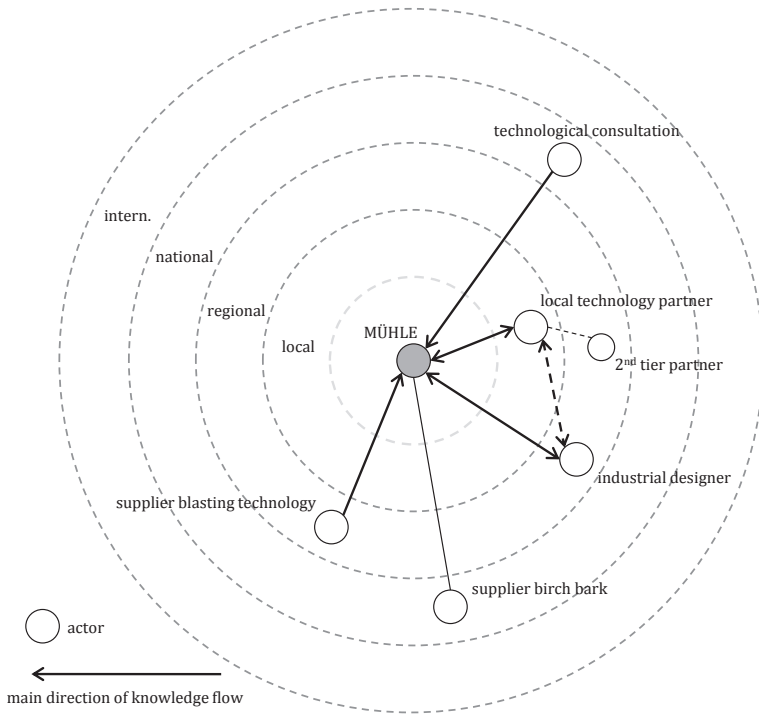 technological consultation
intern.
national
regional
local technology partner
MÜHLE
local
2nd tier partner
industrial designer
supplier blasting technology
supplier birch bark
actor
main direction of knowledge flow